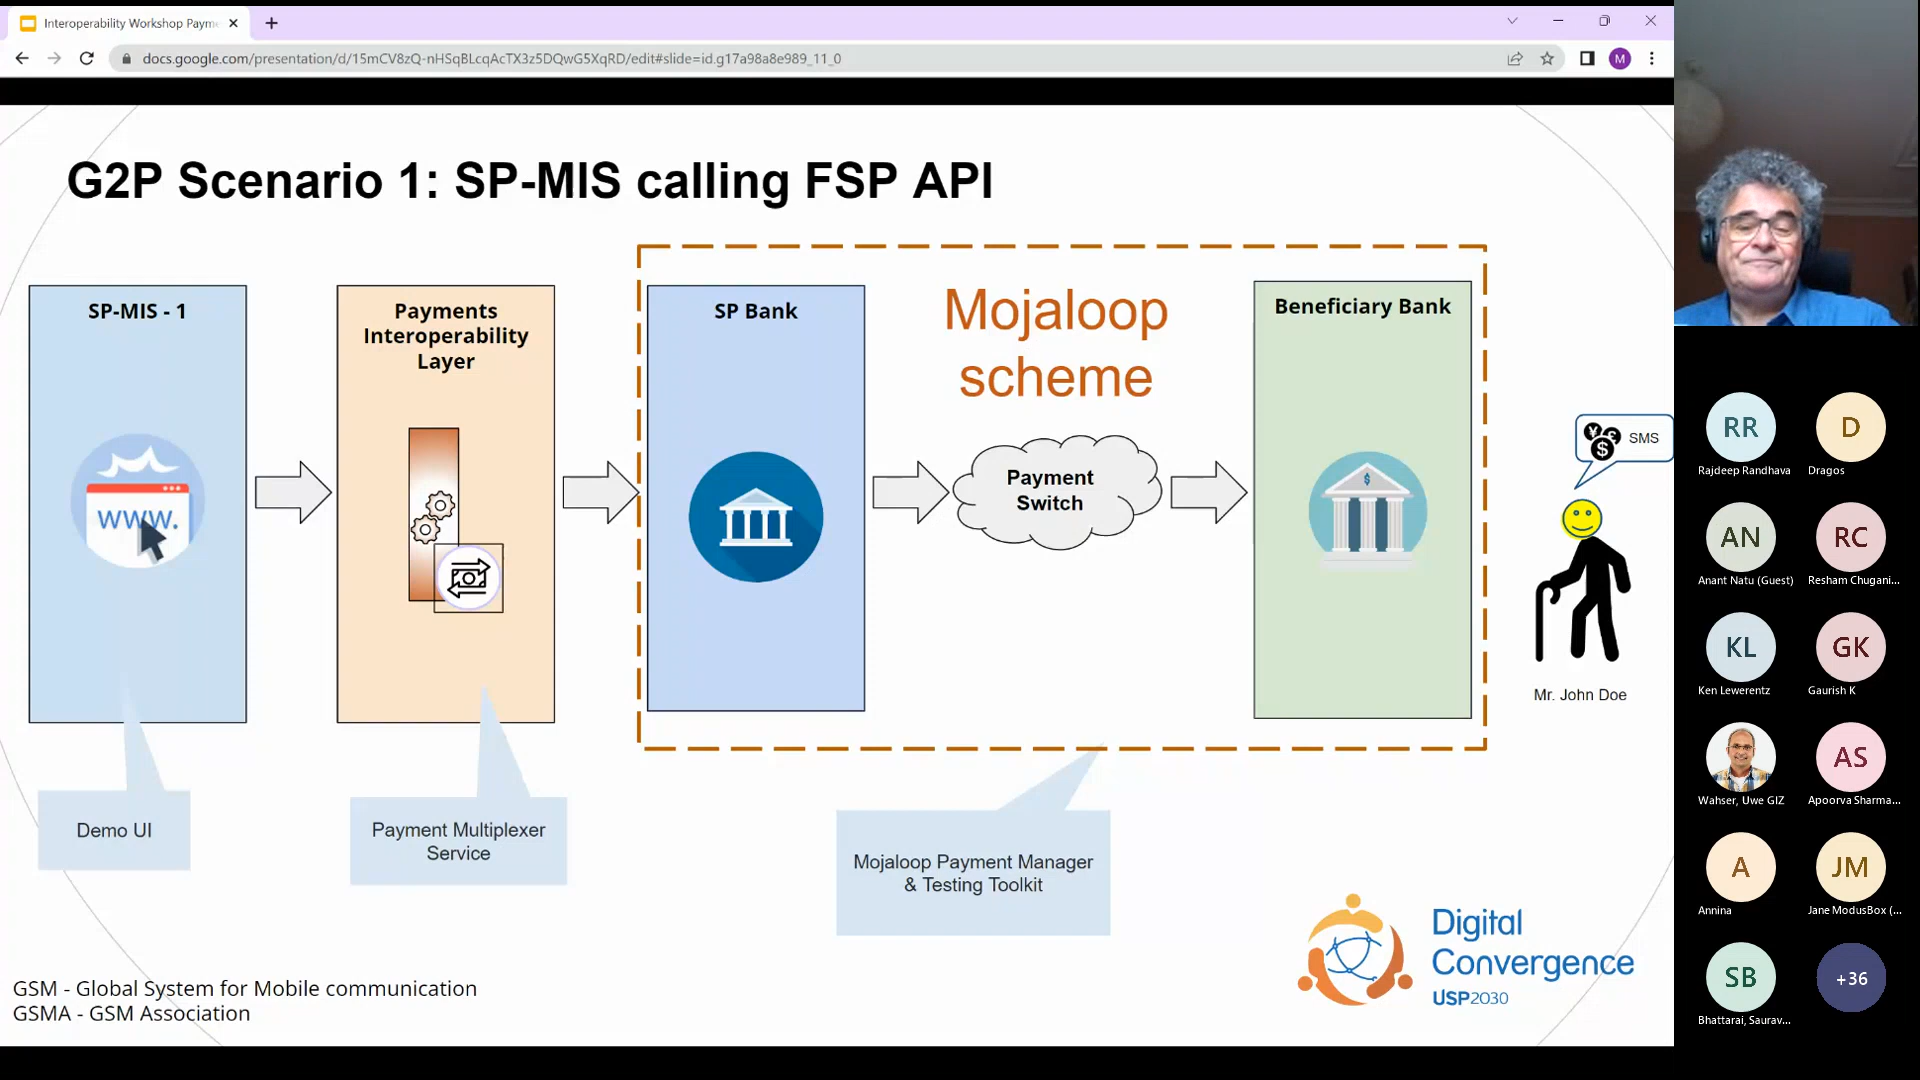 Interoperability Workshop Paym
docs.google.com/presentation/d/15mCV8zQ-nHSqBLcqAcTX3z5DQwG5XqRD/edit#slide=id.g17a98a8e989_11_0
M
G2P Scenario 1: SP-MIS calling FSP API
SP-MIS - 1
www.
Payments
Interoperability
Layer
SP Bank
Mojaloop
scheme
Payment
Switch
Beneficiary Bank
$
¥ £
$
SMS
Mr. John Doe
Demo UI
Payment Multiplexer
Service
Mojaloop Payment Manager
& Testing Toolkit
Digital
Convergence
USP2030
GSM - Global System for Mobile communication
GSMA - GSM Association
RR
Rajdeep Randhava
D
Dragos
AN
Anant Natu (Guest)
RC
Resham Chugani...
KL
Ken Lewerentz
GK
Gaurish K
Wahser, Uwe GIZ
AS
Apoorva Sharma...
A
Annina
JM
Jane ModusBox (...
SB
Bhattarai, Saurav...
+36